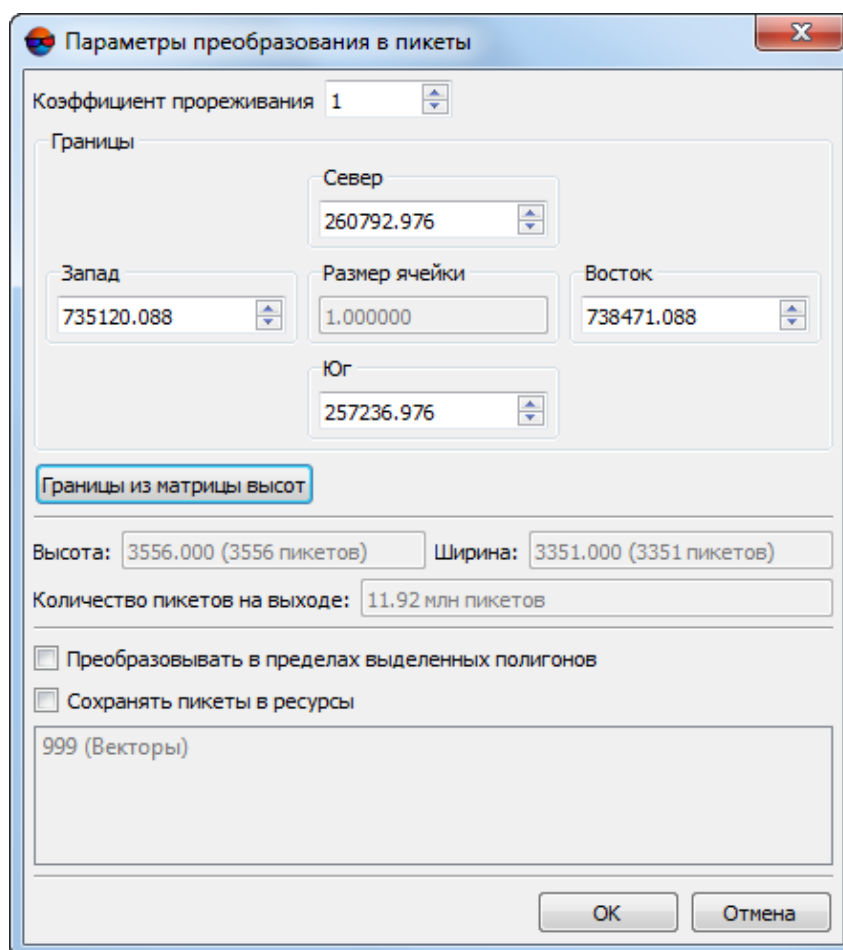 Параметры преобразования в пикеты
Коэффициент прореживания 1
Границы
Север
260792.976
Запад
735120.088
Размер ячейки
1.000000
Восток
738471.088
Юг
257236.976
Границы из матрицы высот
Высота: 3556.000 (3556 пикетов) Ширина: 3351.000 (3351 пикетов)
Количество пикетов на выходе: 11.92 млн пикетов
Преобразовывать в пределах выделенных полигонов
Сохранять пикеты в ресурсы
999 (Векторы)
OK Отмена